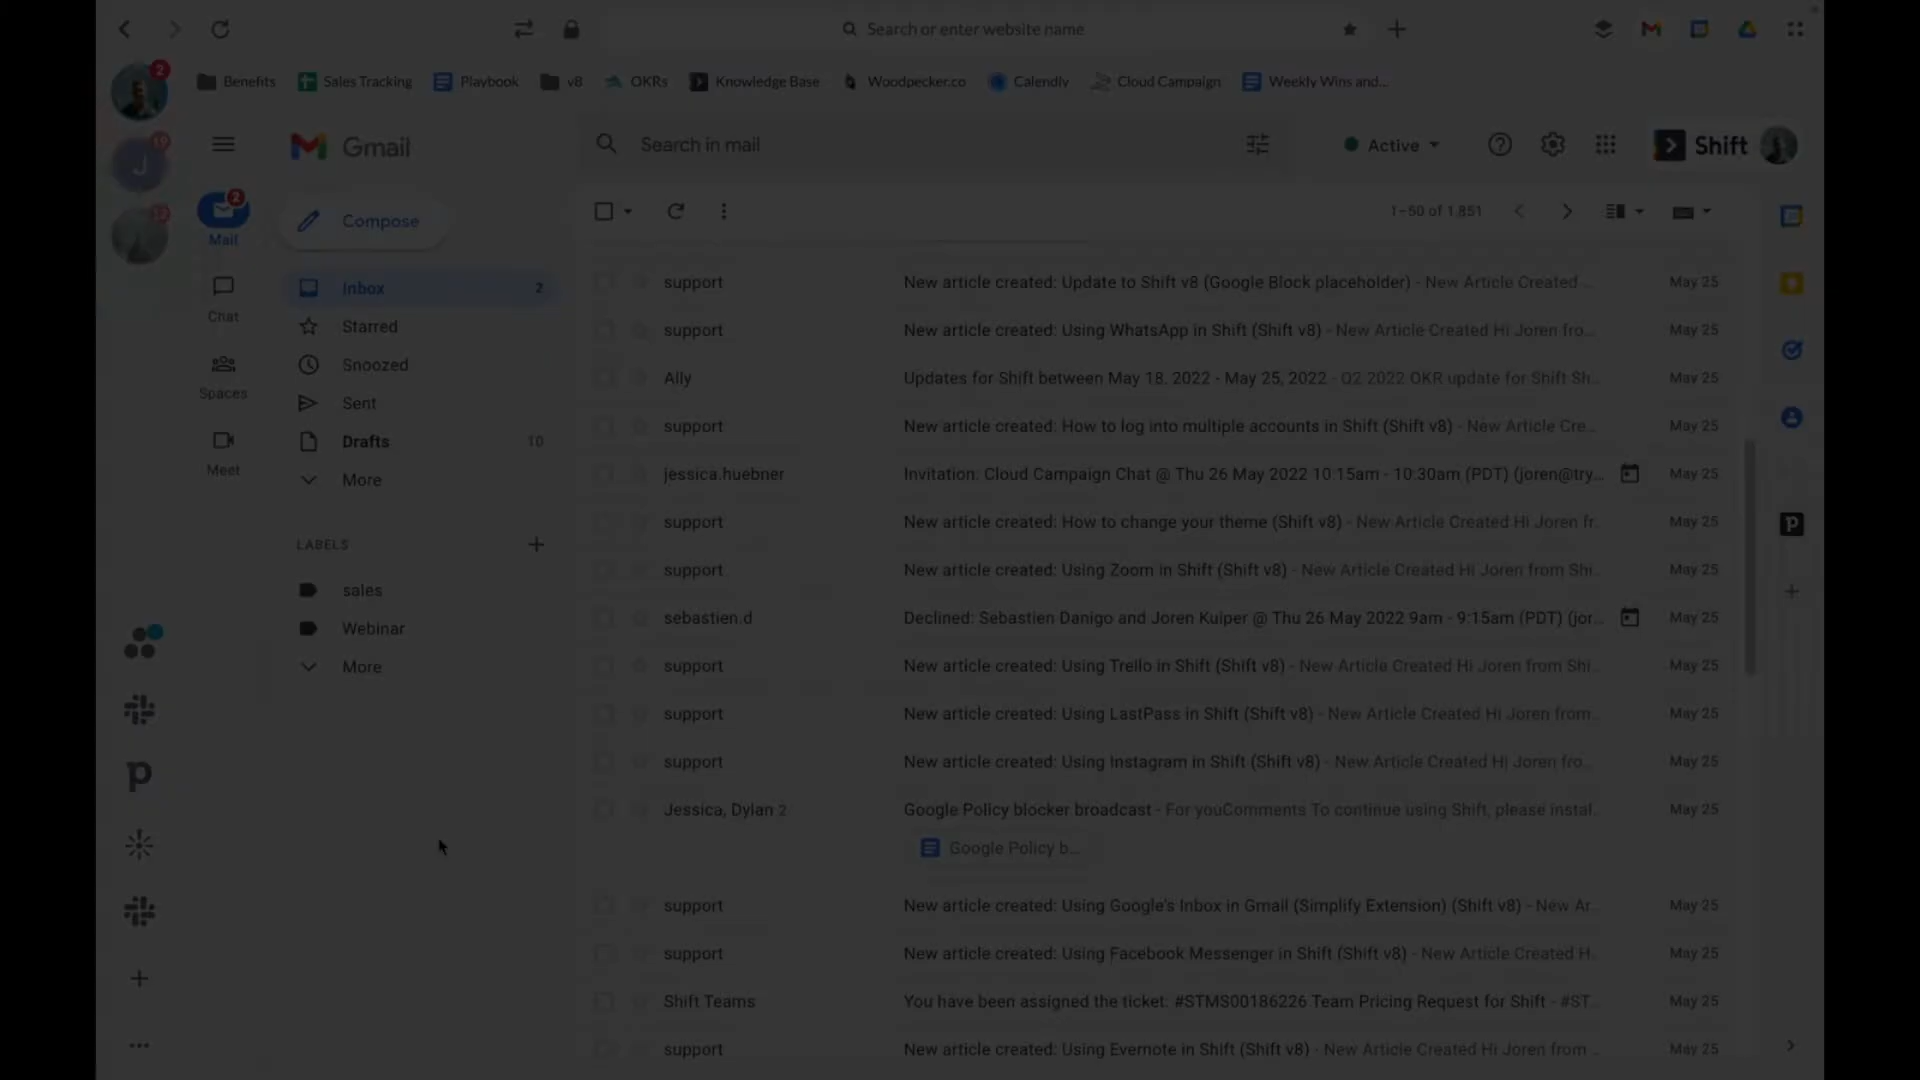 Search or enter website name
2
Benefits
Sales Tracking
Playbook
v8
OKRs
Knowledge Base
Woodpecker.co
Calendly
Cloud Campaign
Weekly Wins and...
Gmail
Search in mail
Active
Shift
J
19
12
2
Mail
Chat
Spaces
Meet
Compose
Inbox 2
Starred
Snoozed
Sent
Drafts 10
More
LABELS
sales
Webinar
More
1–50 of 1,851
support New article created: Update to Shift v8 (Google Block placeholder) - New Article Created ... May 25
support New article created: Using WhatsApp in Shift (Shift v8) - New Article Created Hi Joren fro... May 25
Ally Updates for Shift between May 18, 2022 - May 25, 2022 - Q2 2022 OKR update for Shift Sh... May 25
support New article created: How to log into multiple accounts in Shift (Shift v8) - New Article Cre... May 25
jessica.huebner Invitation: Cloud Campaign Chat @ Thu 26 May 2022 10:15am - 10:30am (PDT) (joren@try... May 25
support New article created: How to change your theme (Shift v8) - New Article Created Hi Joren fr... May 25
support New article created: Using Zoom in Shift (Shift v8) - New Article Created Hi Joren from Shi... May 25
sebastien.d Declined: Sebastien Danigo and Joren Kuiper @ Thu 26 May 2022 9am - 9:15am (PDT) (jor... May 25
support New article created: Using Trello in Shift (Shift v8) - New Article Created Hi Joren from Shi... May 25
support New article created: Using LastPass in Shift (Shift v8) - New Article Created Hi Joren from... May 25
support New article created: Using Instagram in Shift (Shift v8) - New Article Created Hi Joren fro... May 25
Jessica, Dylan 2 Google Policy blocker broadcast - For youComments To continue using Shift, please instal... May 25
Google Policy b...
support New article created: Using Google's Inbox in Gmail (Simplify Extension) (Shift v8) - New Ar... May 25
support New article created: Using Facebook Messenger in Shift (Shift v8) - New Article Created H... May 25
Shift Teams You have been assigned the ticket: #STMS00186226 Team Pricing Request for Shift - #ST... May 25
support New article created: Using Evernote in Shift (Shift v8) - New Article Created Hi Joren from ... May 25